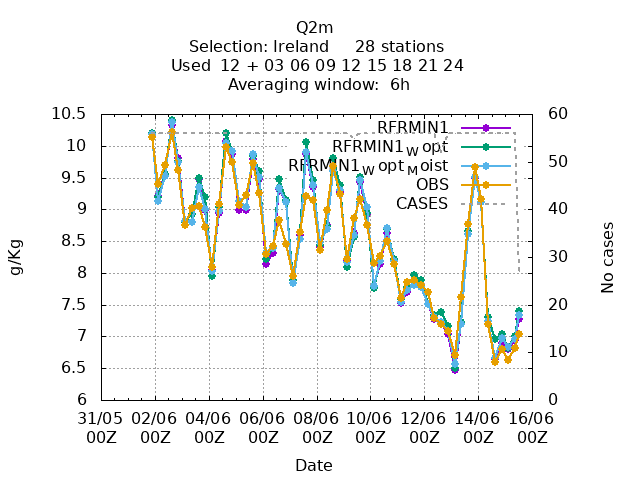 Q2m
Selection: Ireland     28 stations
Used  12 + 03 06 09 12 15 18 21 24
Averaging window:  6h
10.5
10
9.5
9
8.5
8
7.5
7
6.5
6
g/Kg
60
50
40
30
20
10
0
No cases
RFRMIN1
RFRMIN1_W opt
RFRMIN1_W opt_M oist
OBS
CASES
31/05 02/06 04/06 06/06 08/06 10/06 12/06 14/06 16/06
00Z 00Z 00Z 00Z 00Z 00Z 00Z 00Z 00Z
Date